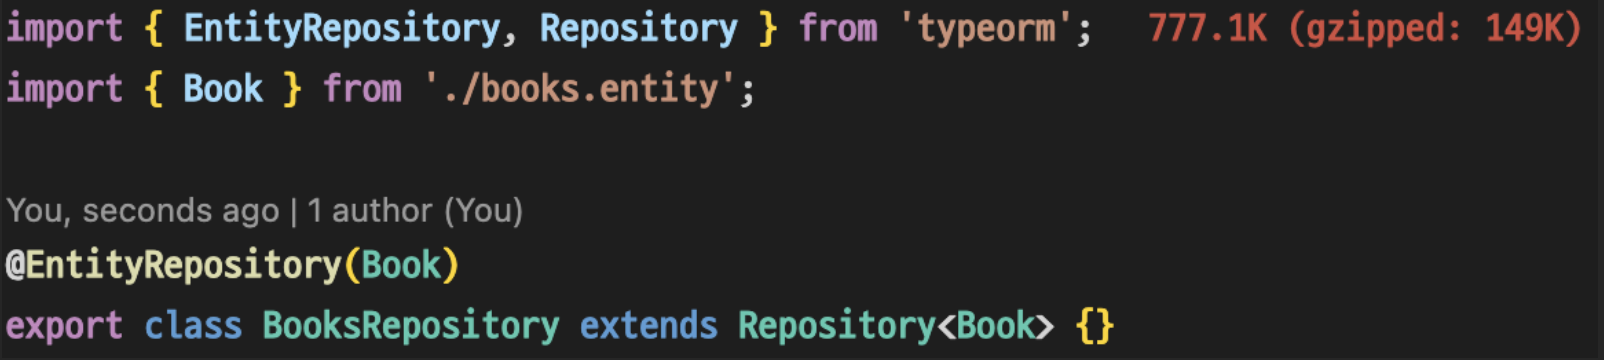 import { EntityRepository, Repository } from 'typeorm';   777.1K (gzipped: 149K)
import { Book } from './books.entity';
You, seconds ago | 1 author (You)
@EntityRepository(Book)
export class BooksRepository extends Repository<Book> {}